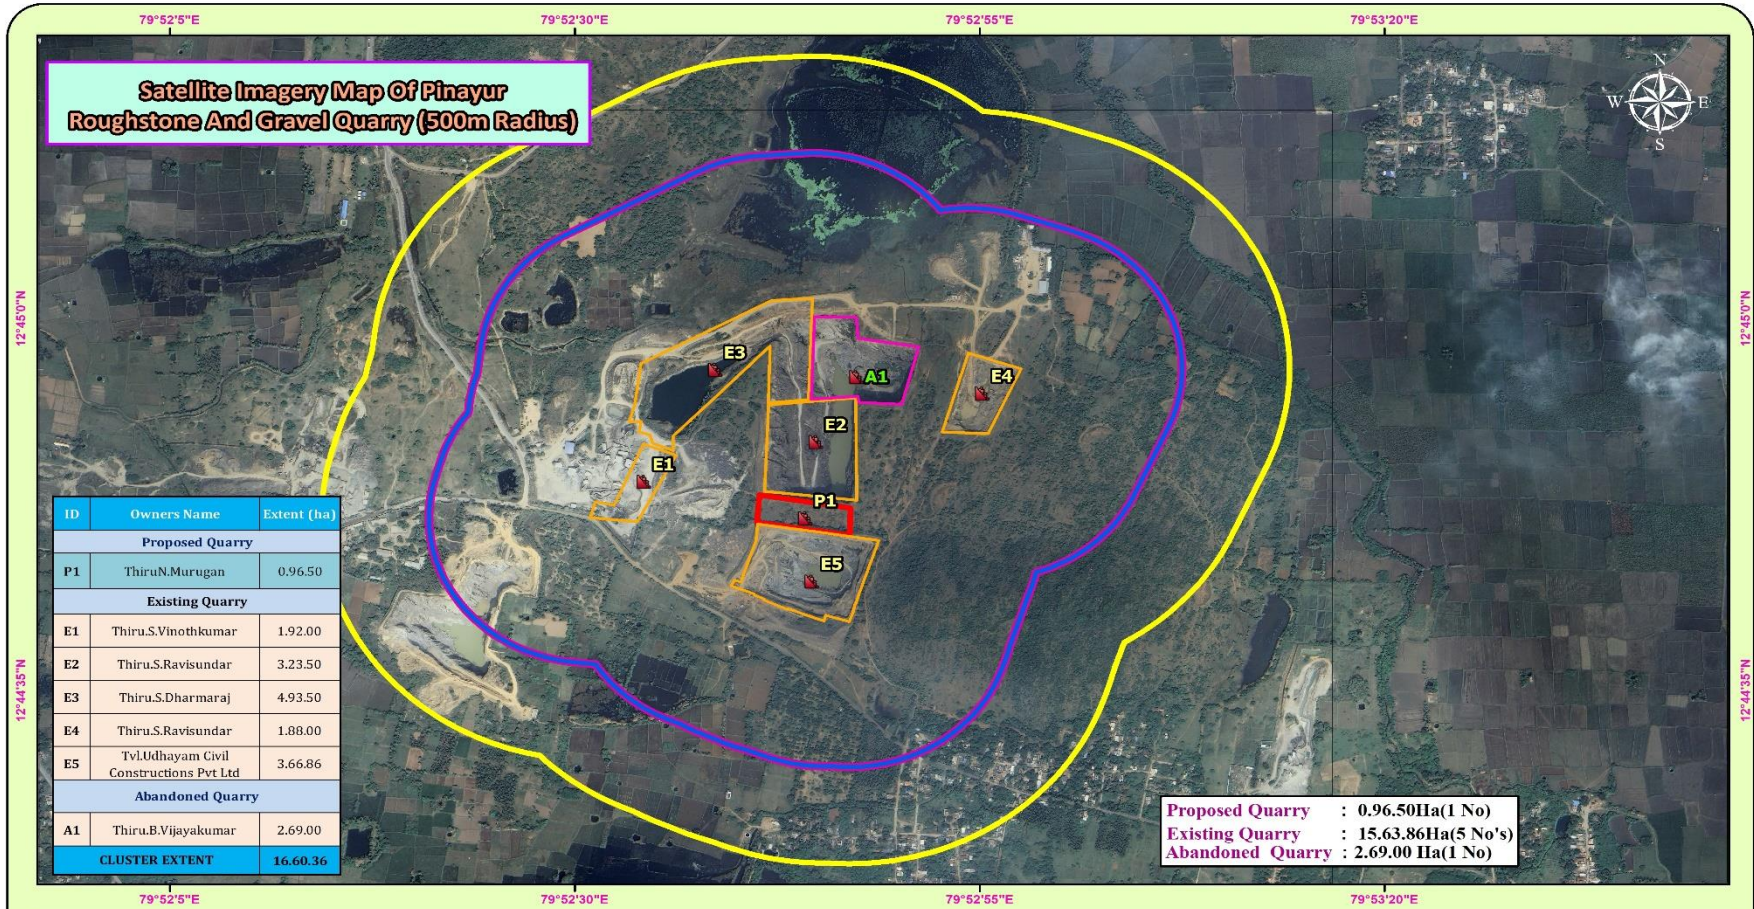 79°52'5"E 79°52'30"E 79°52'55"E 79°53'20"E
Satellite Imagery Map Of Pinayur
Roughstone And Gravel Quarry (500m Radius)
N
W E
S
12°45'0"N 12°45'0"N
E3
A1
E4
E2
E1
P1
E5
ID Owners Name Extent (ha)
Proposed Quarry
P1 ThiruN.Murugan 0.96.50
Existing Quarry
E1 Thiru.S.Vinothkumar 1.92.00
E2 Thiru.S.Ravisundar 3.23.50
E3 Thiru.S.Dharmaraj 4.93.50
E4 Thiru.S.Ravisundar 1.88.00
E5 Tvl.Udhayam Civil
Constructions Pvt Ltd 3.66.86
Abandoned Quarry
A1 Thiru.B.Vijayakumar 2.69.00
CLUSTER EXTENT 16.60.36
12°44'35"N 12°44'35"N
Proposed Quarry : 0.96.50Ha(1 No)
Existing Quarry : 15.63.86Ha(5 No's)
Abandoned Quarry : 2.69.00 Ha(1 No)
79°52'5"E 79°52'30"E 79°52'55"E 79°53'20"E